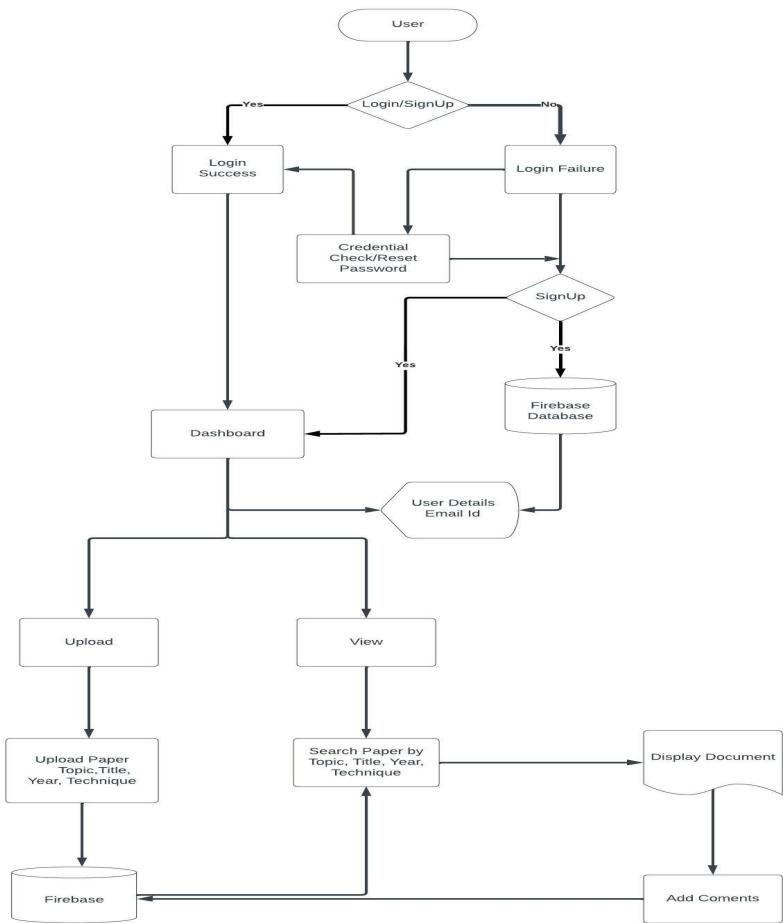 User
Login/SignUp
Yes
No
Login
Success
Login Failure
Credential
Check/Reset
Password
SignUp
Yes
Yes
Firebase
Database
Dashboard
User Details
Email Id
Upload
View
Upload Paper
Topic,Title,
Year, Technique
Search Paper by
Topic, Title, Year,
Technique
Display Document
Firebase
Add Coments